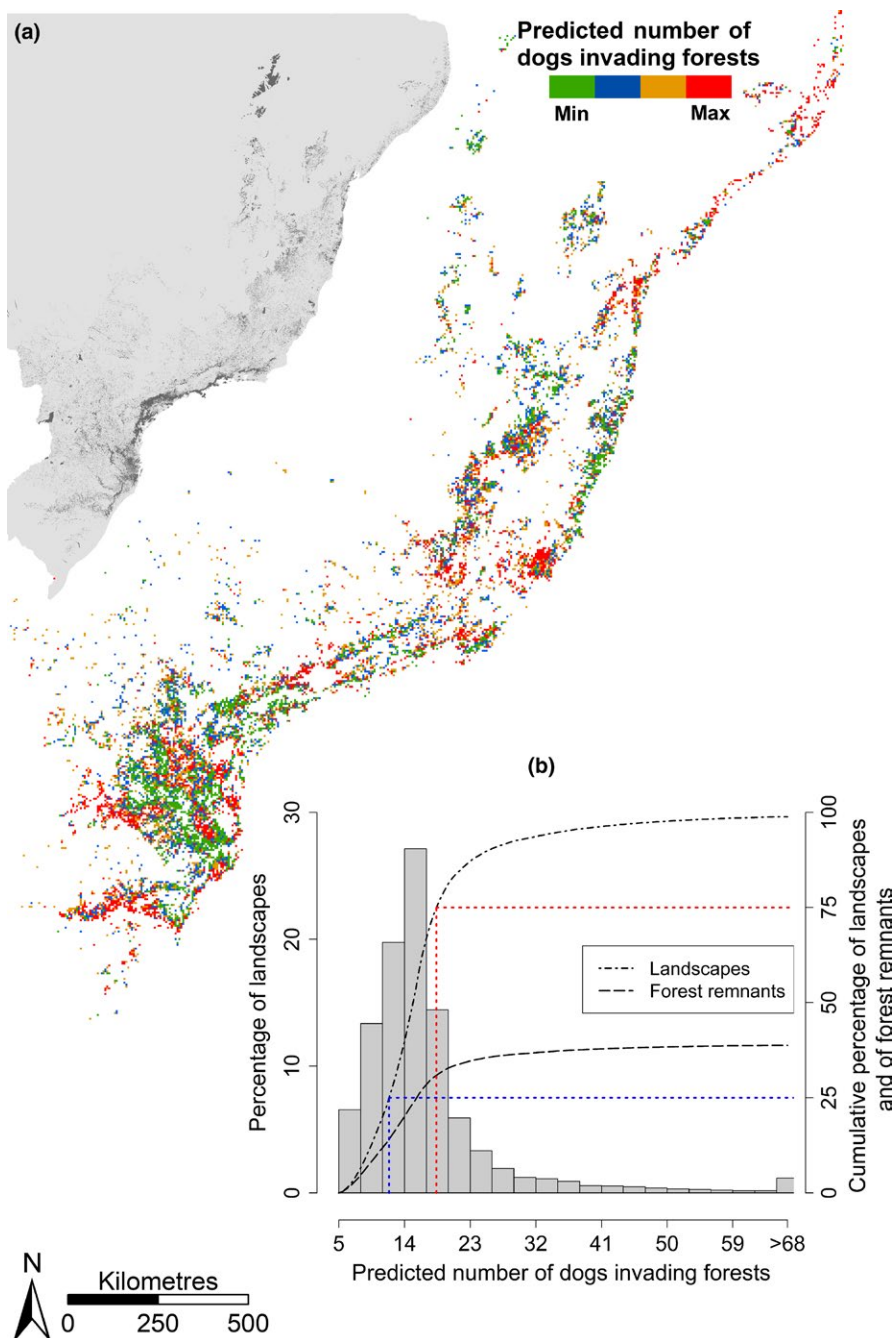 (a)
Predicted number of
dogs invading forests
Min Max
(b)
30
20
10
0
Percentage of landscapes
Landscapes
Forest remnants
100
75
50
25
0
Cumulative percentage of landscapes
and of forest remnants
5 14 23 32 41 50 59 >68
Predicted number of dogs invading forests
N
Kilometres
0 250 500